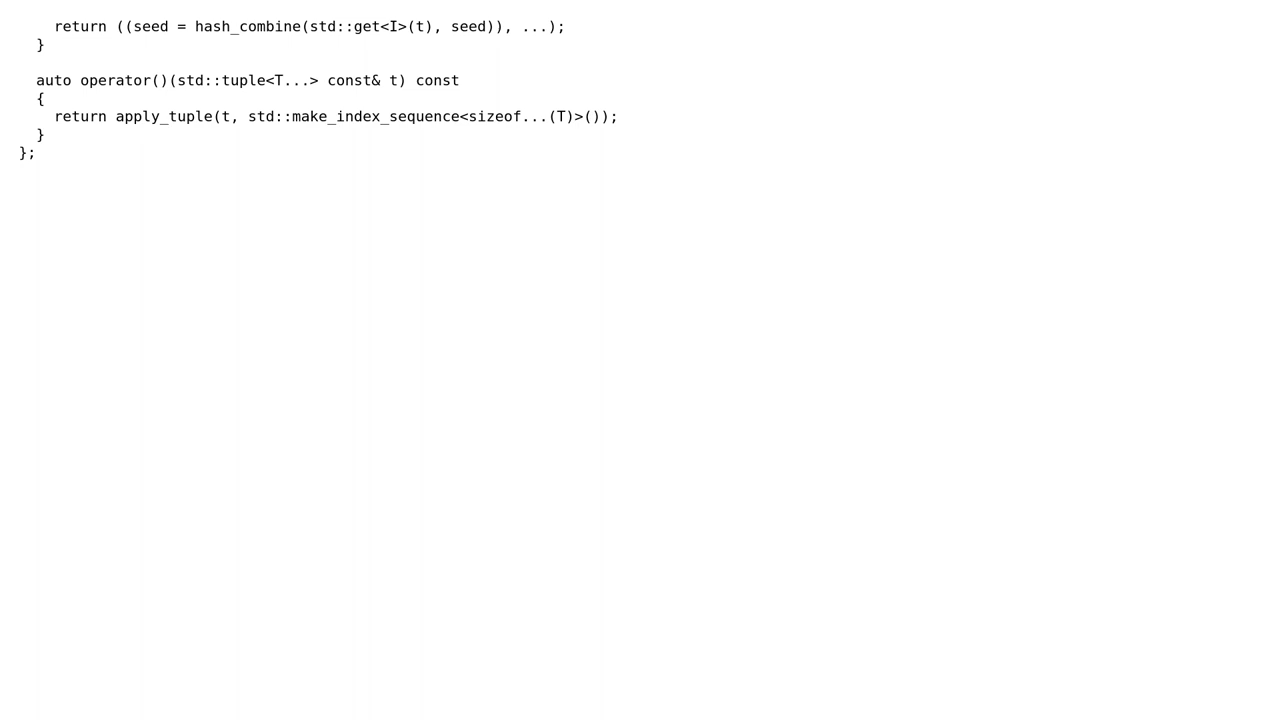 return ((seed = hash_combine(std::get<I>(t), seed)), ...);
  }

  auto operator()(std::tuple<T...> const& t) const
  {
    return apply_tuple(t, std::make_index_sequence<sizeof...(T)>());
  }
};